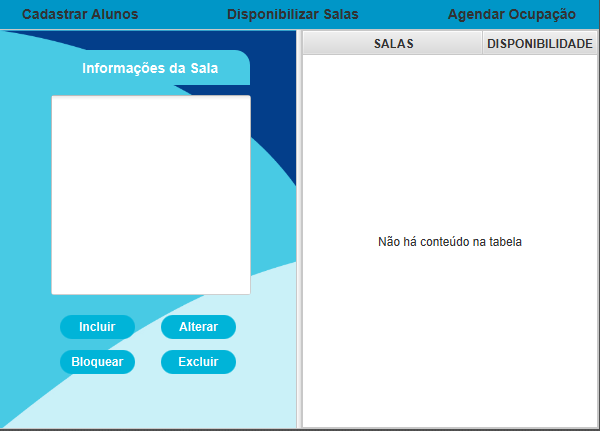 Cadastrar Alunos Disponibilizar Salas Agendar Ocupação
Informações da Sala
Incluir Alterar
Bloquear Excluir
SALAS DISPONIBILIDADE
Não há conteúdo na tabela